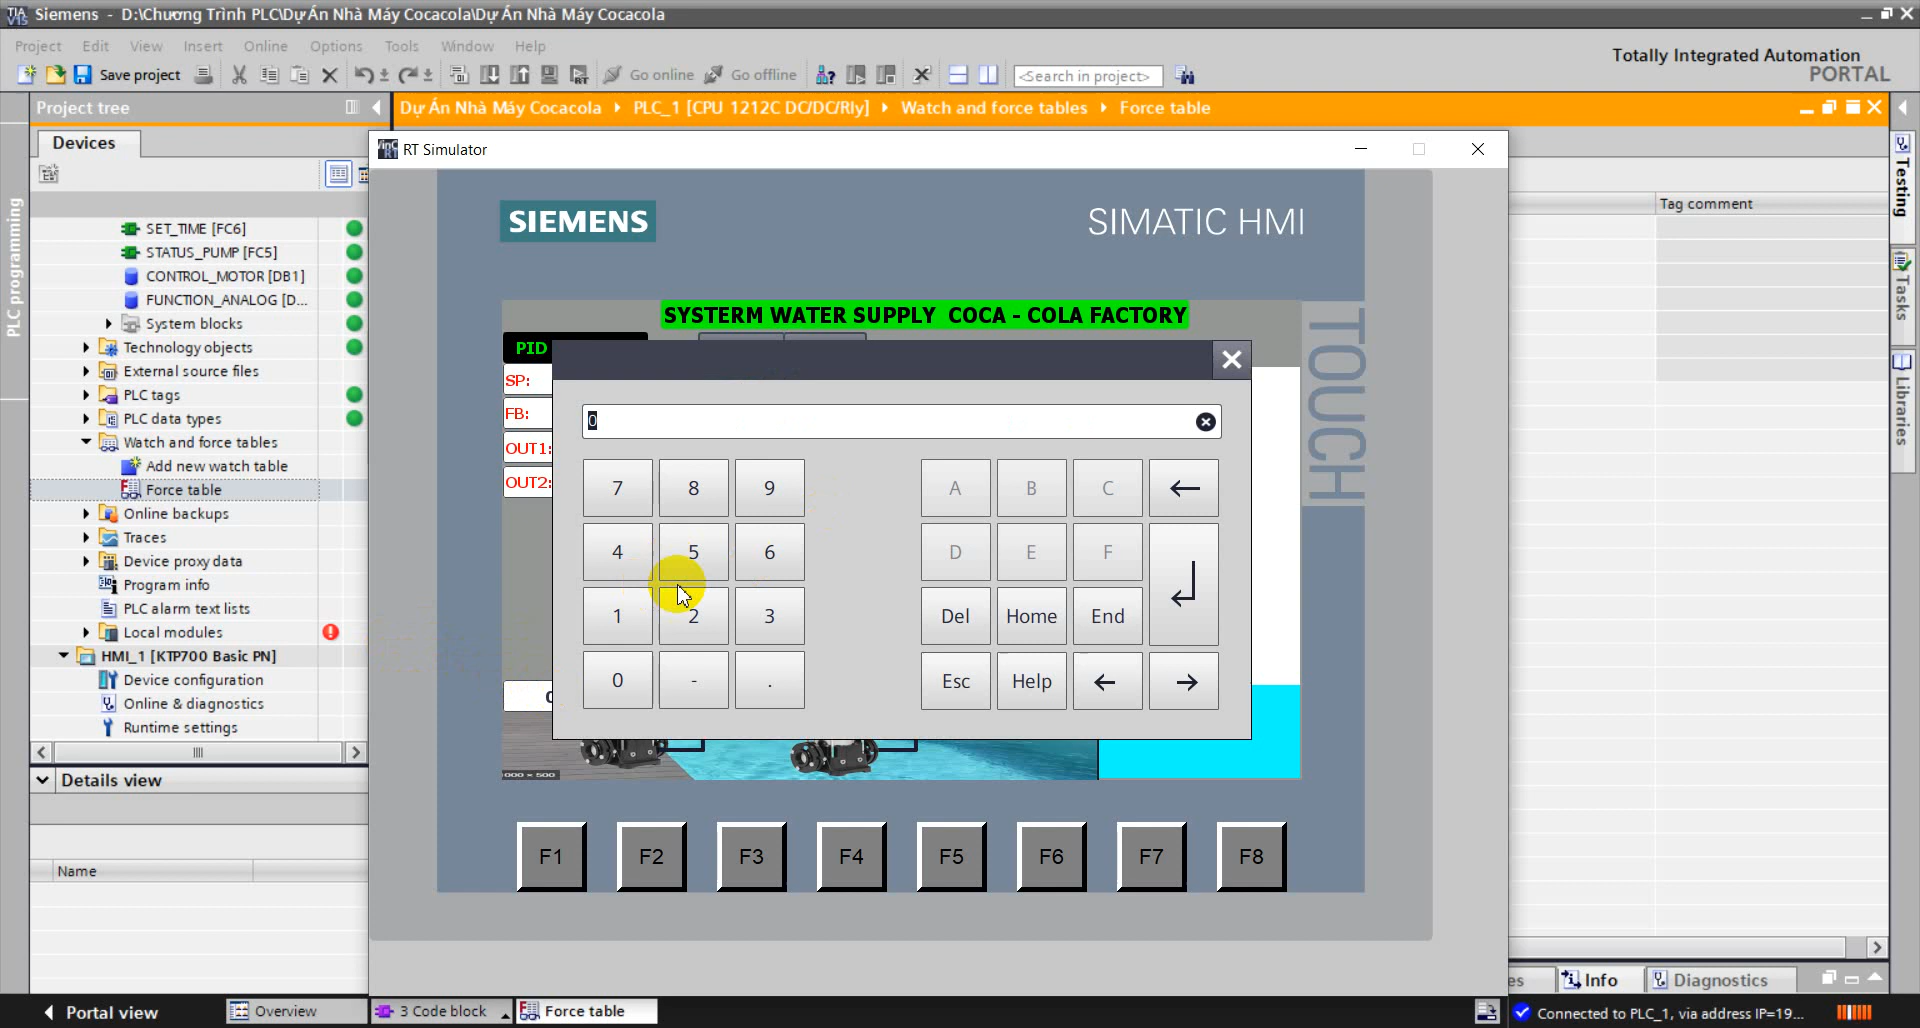 Siemens - D:\Chương Trình PLC\Dự Án Nhà Máy Cocacola\Dự Án Nhà Máy Cocacola
Project Edit View Insert Online Options Tools Window Help
Totally Integrated Automation
PORTAL
Save project
Go online
Go offline
<Search in project>
Project tree
Dự Án Nhà Máy Cocacola
PLC_1 [CPU 1212C DC/DC/Rly]
Watch and force tables
Force table
Devices
PLC programming
RT Simulator
Testing
Tasks
Libraries
Tag comment
SET_TIME [FC6]
STATUS_PUMP [FC5]
CONTROL_MOTOR [DB1]
FUNCTION_ANALOG [D...
System blocks
Technology objects
External source files
PLC tags
PLC data types
Watch and force tables
Add new watch table
Force table
Online backups
Traces
Device proxy data
Program info
PLC alarm text lists
Local modules
HMI_1 [KTP700 Basic PN]
Device configuration
Online & diagnostics
Runtime settings
Details view
Name
SIEMENS
SIMATIC HMI
TOUCH
SYSTERM WATER SUPPLY COCA - COLA FACTORY
PID
SP:
FB:
OUT1:
OUT2:
0
7 8 9 A B C
4 5 6 D E F
1 2 3 Del Home End
0 - . Esc Help
000 × 500
F1 F2 F3 F4 F5 F6 F7 F8
Info
Diagnostics
Portal view
Overview
3 Code block
Force table
Connected to PLC_1, via address IP=19...